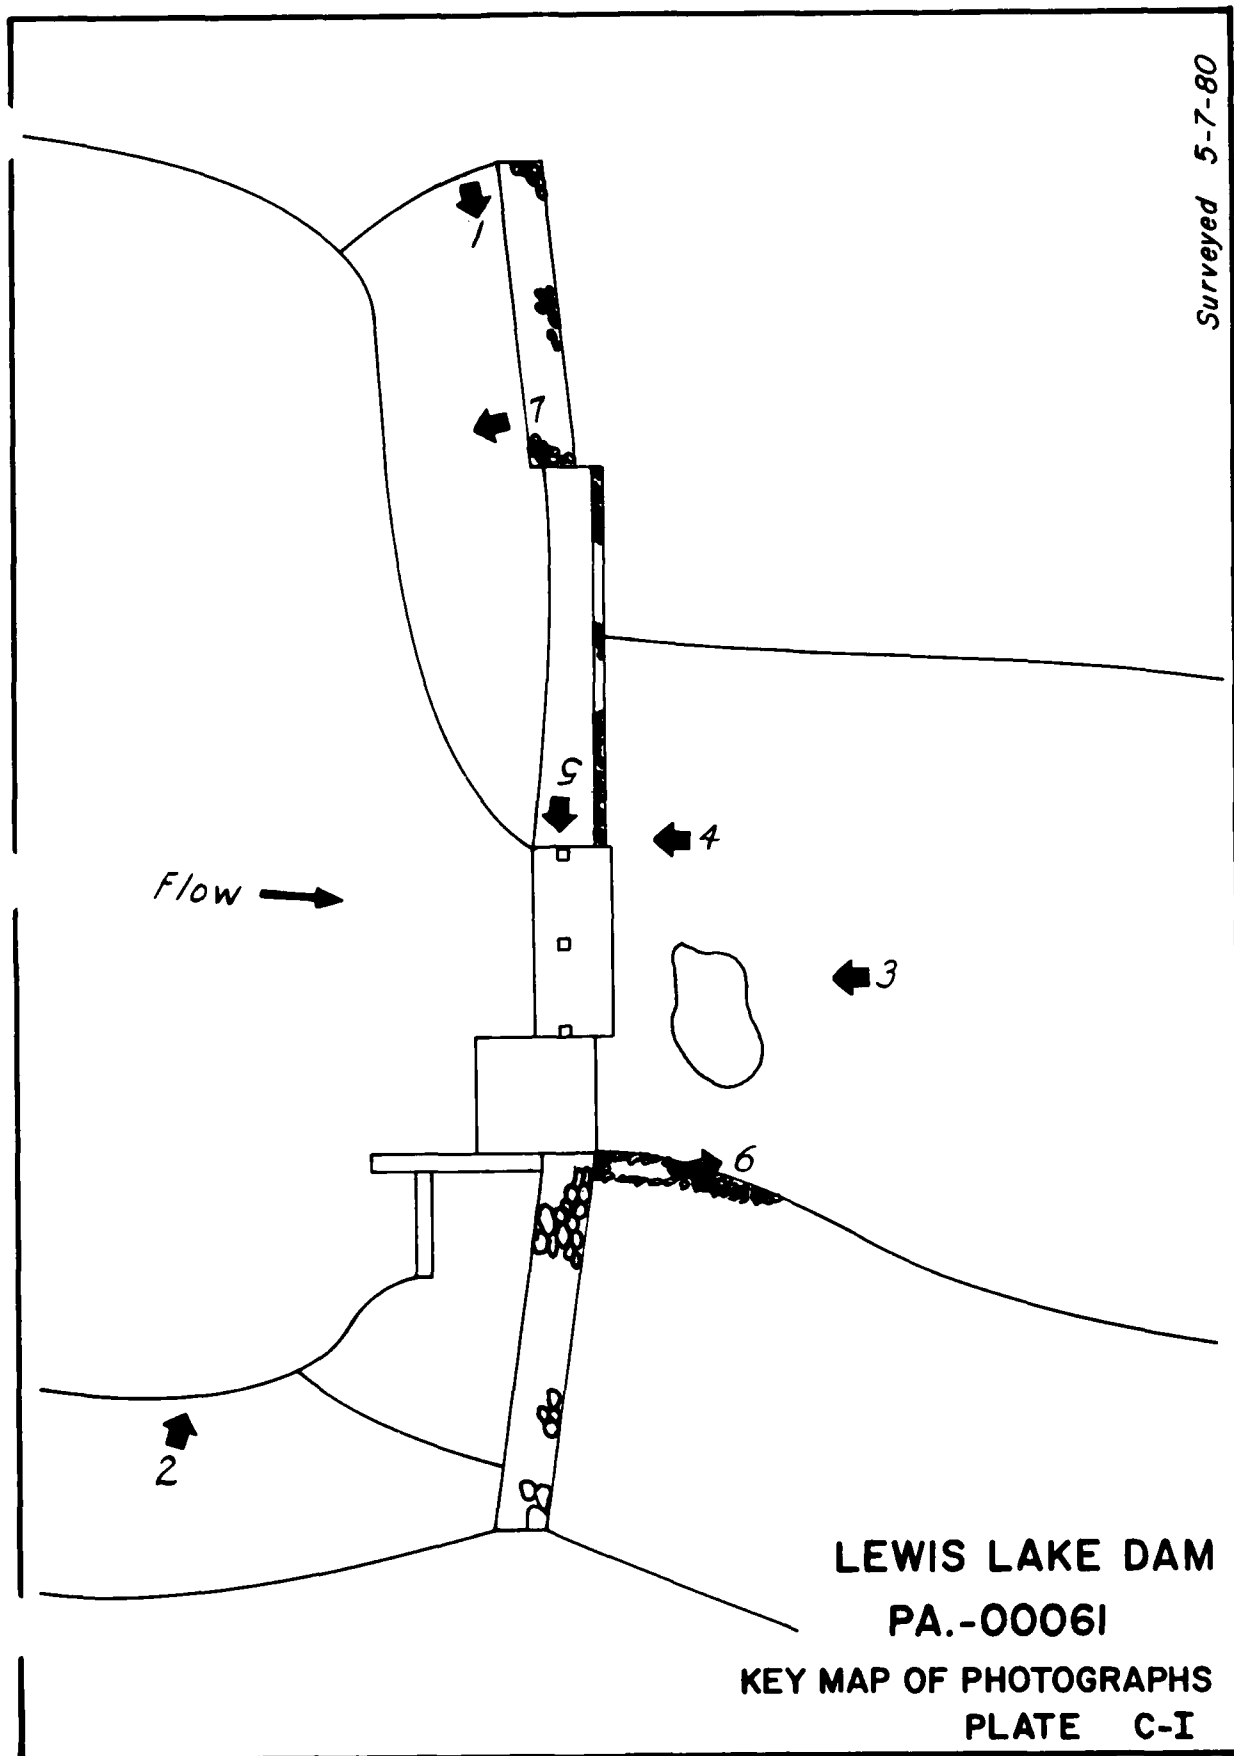 Surveyed 5-7-80
1
7
5
4
Flow
3
6
2
LEWIS LAKE DAM
PA.-00061
KEY MAP OF PHOTOGRAPHS
PLATE C-I